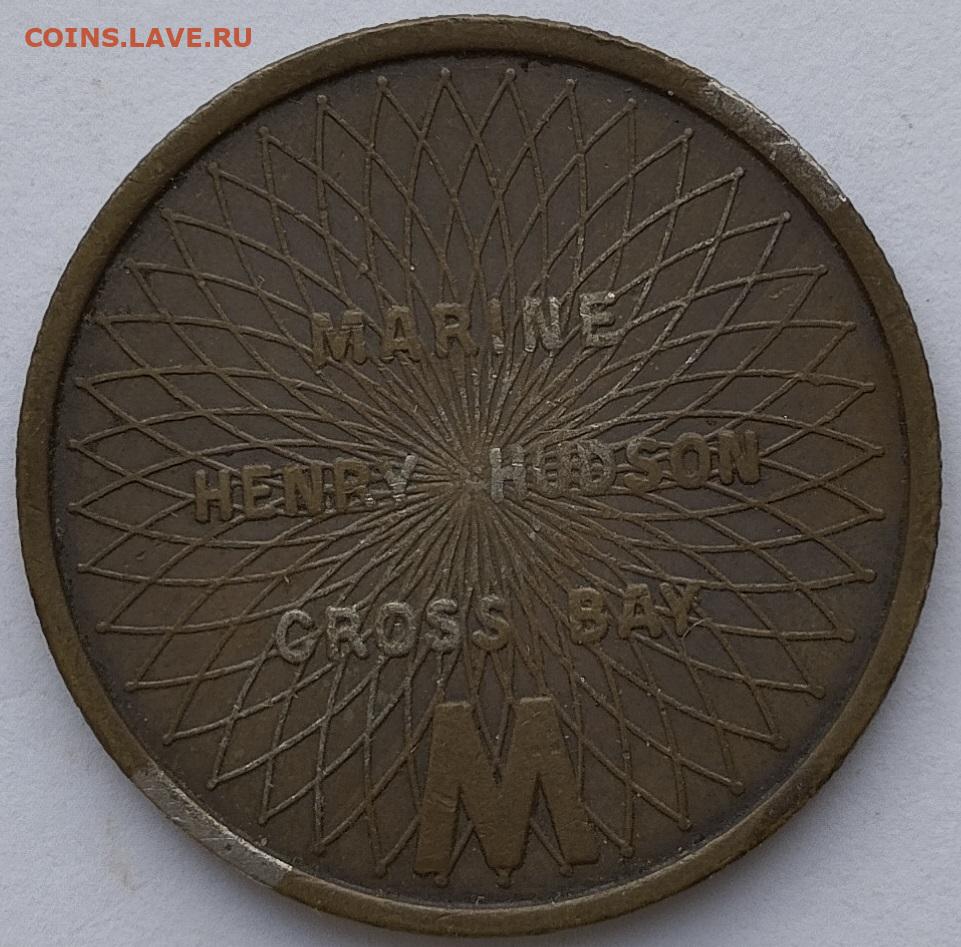 COINS.LAVE.RU
MARINE
HENRY HUDSON
CROSS BAY
M